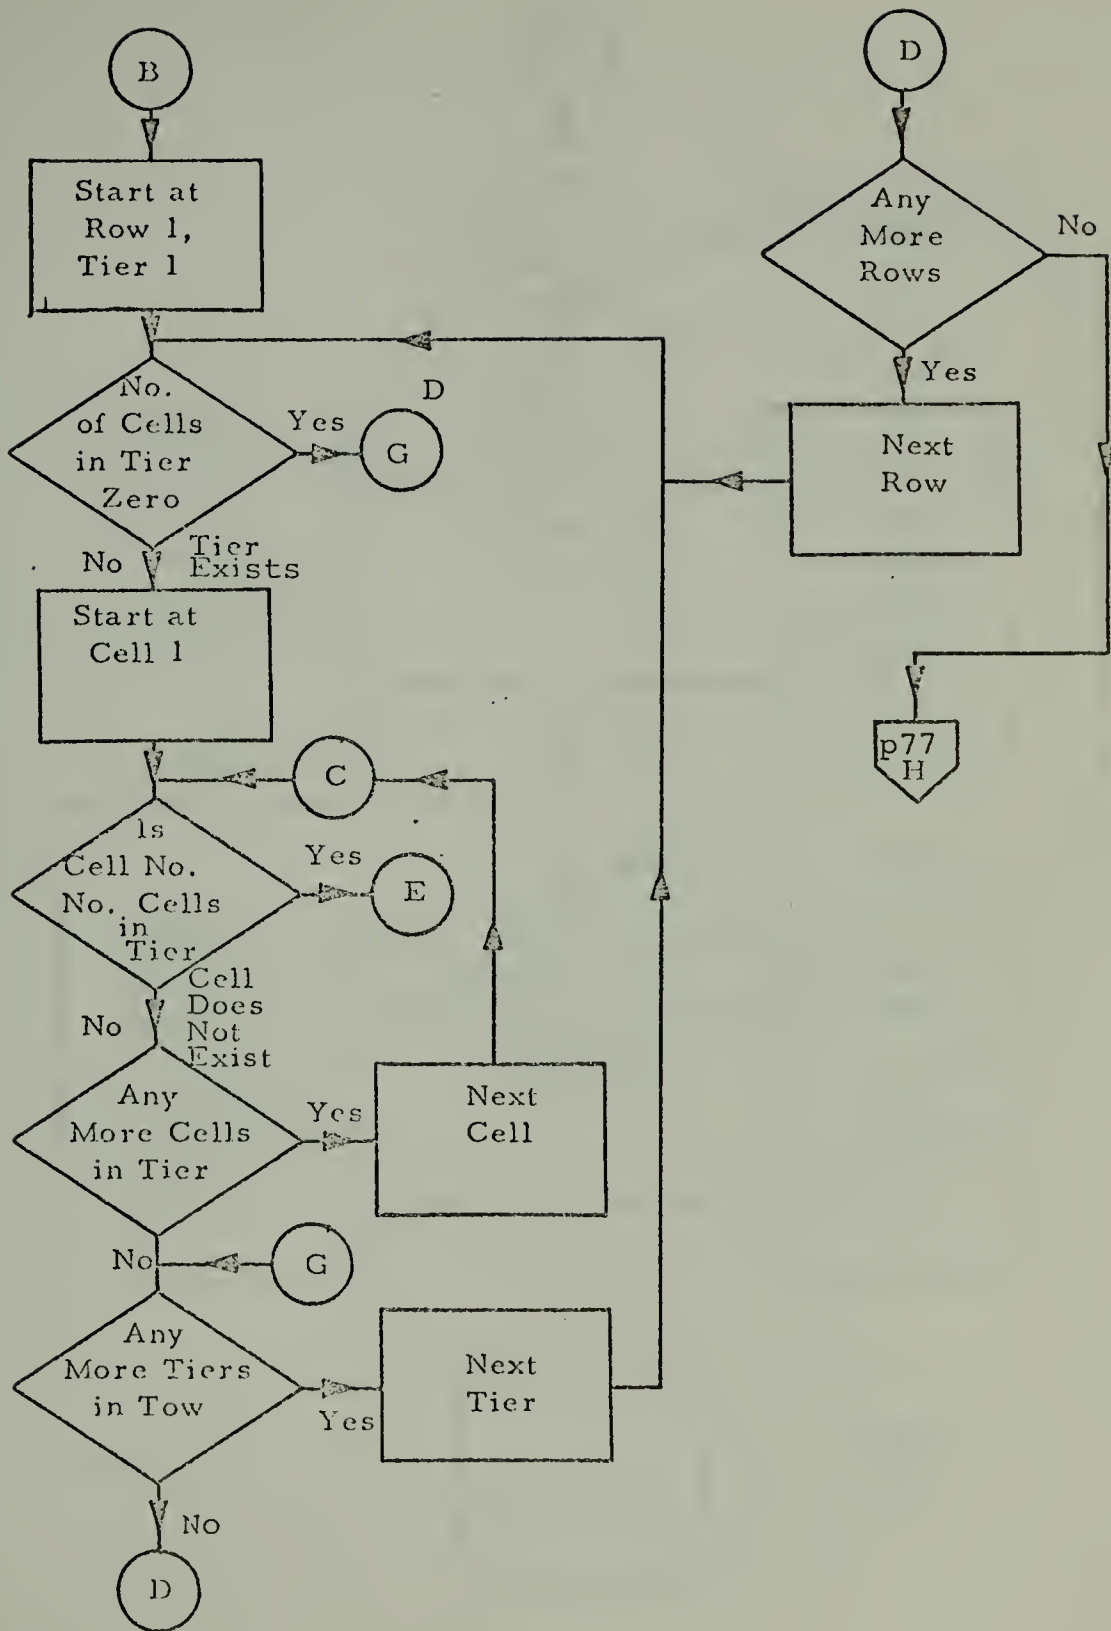 B
Start at
Row 1,
Tier 1
No.
of Cells
in Tier
Zero
Yes
D
G
No
Tier
Exists
Start at
Cell 1
C
Is
Cell No.
No. Cells
in
Tier
Yes
E
No
Cell
Does
Not
Exist
Any
More Cells
in Tier
Yes
Next
Cell
No
G
Any
More Tiers
in Tow
Yes
Next
Tier
No
D
D
Any
More
Rows
No
Yes
Next
Row
p77
H